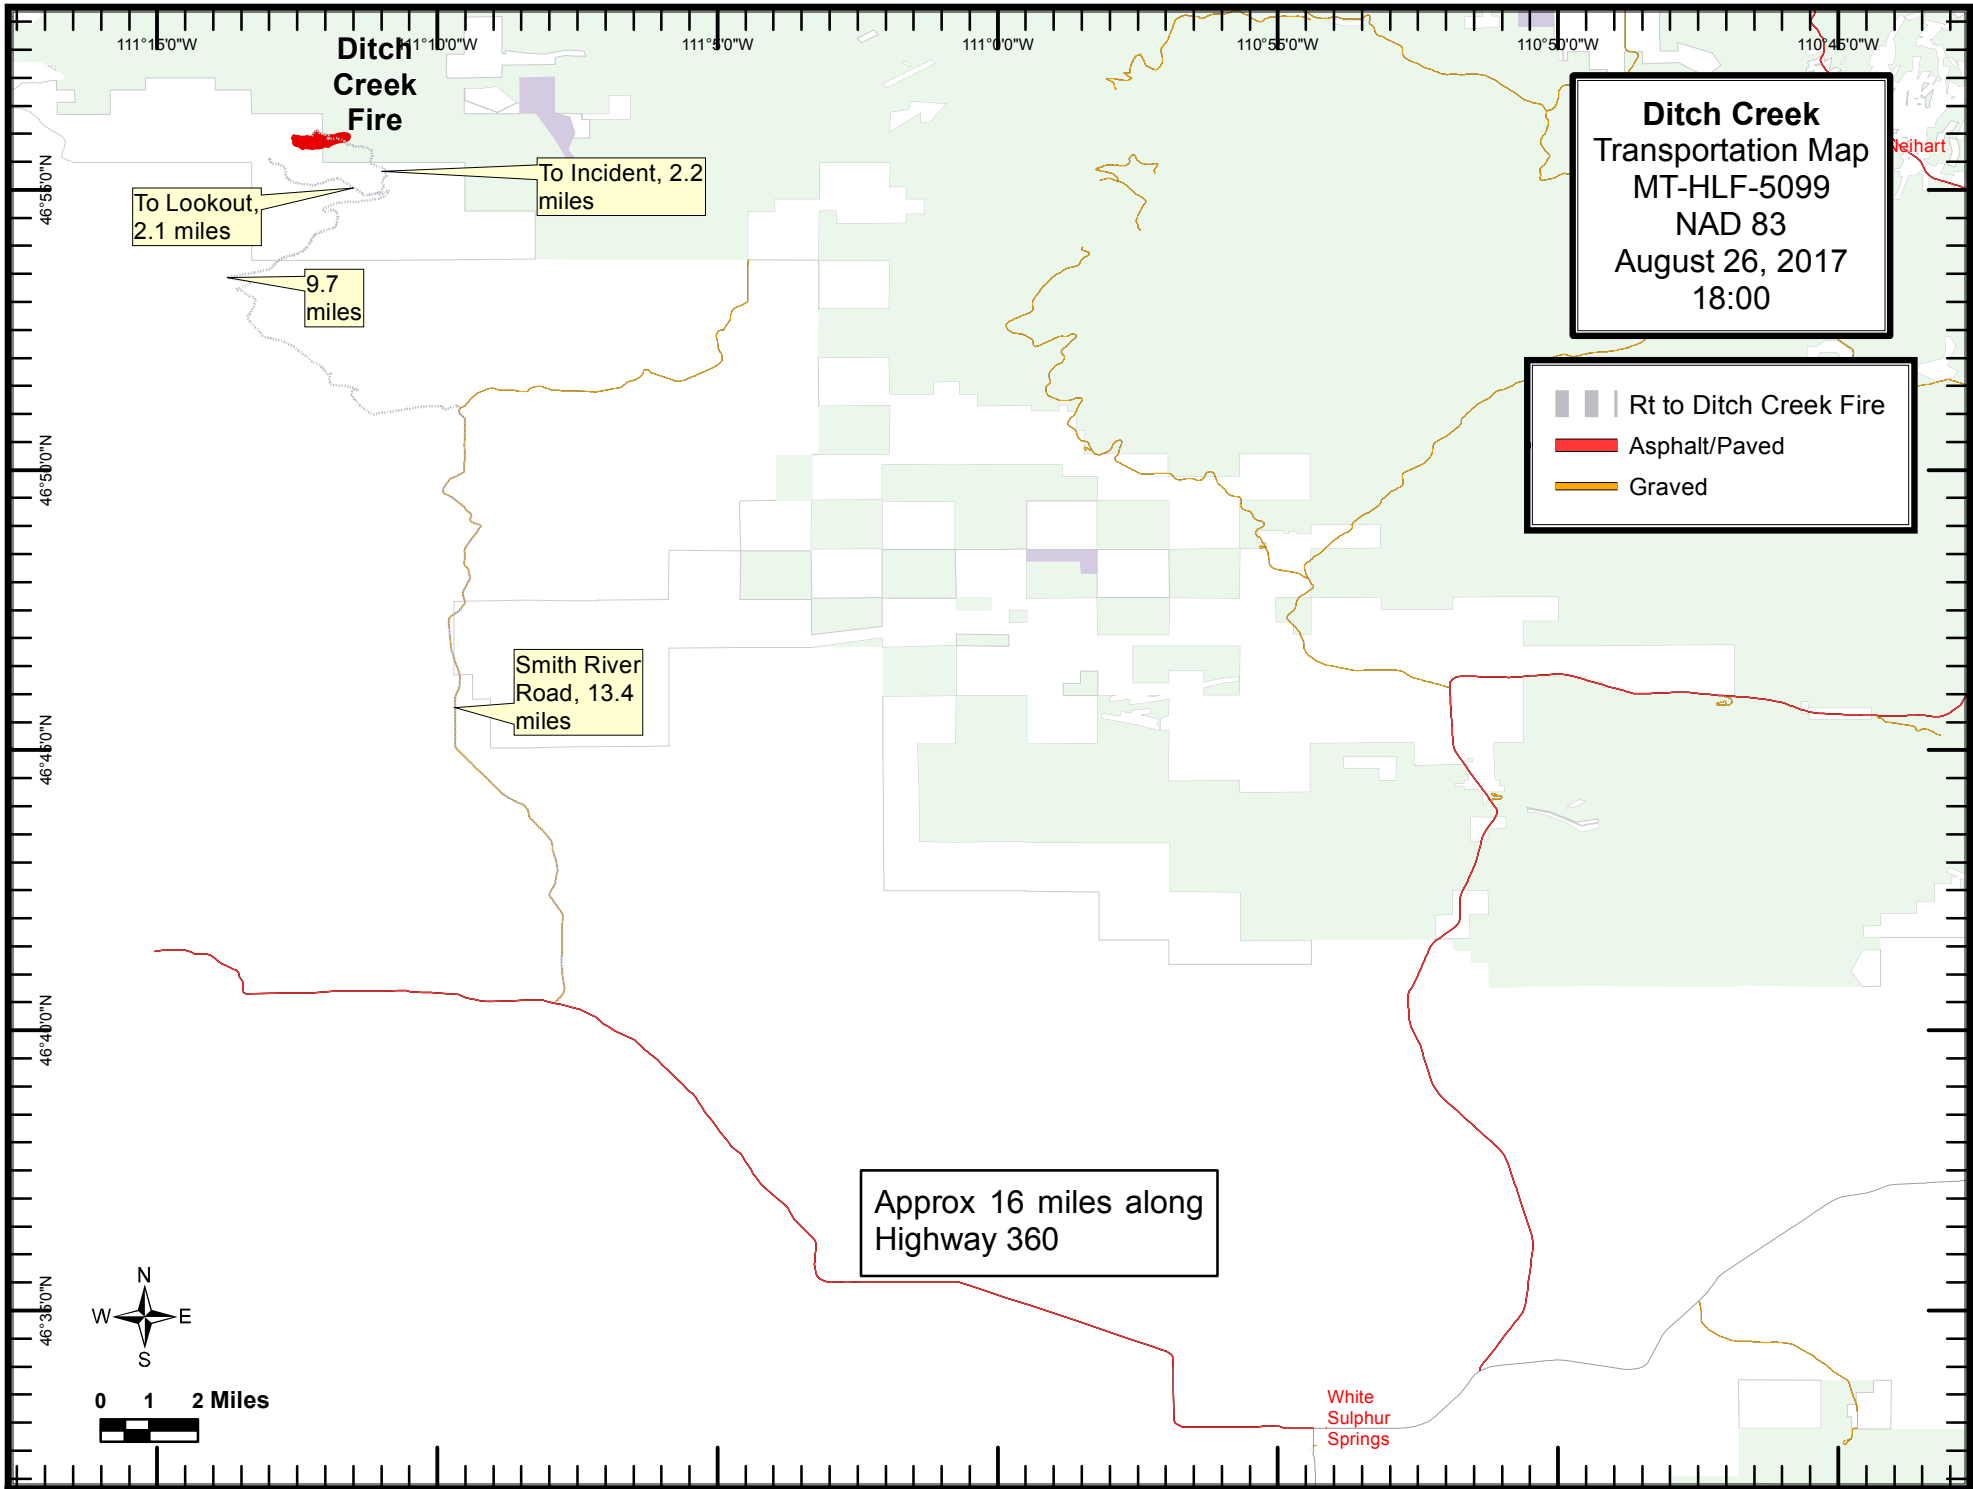 111°15'0"W
111°10'0"W
111°5'0"W
111°0'0"W
110°55'0"W
110°50'0"W
110°45'0"W
Ditch
Creek
Fire
Ditch Creek
Transportation Map
MT-HLF-5099
NAD 83
August 26, 2017
18:00
Neihart
To Incident, 2.2
miles
To Lookout,
2.1 miles
9.7
miles
Rt to Ditch Creek Fire
Asphalt/Paved
Graved
Smith River
Road, 13.4
miles
Approx 16 miles along
Highway 360
46°55'0"N
46°50'0"N
46°45'0"N
46°40'0"N
46°35'0"N
N
W
E
S
0 1 2 Miles
White
Sulphur
Springs